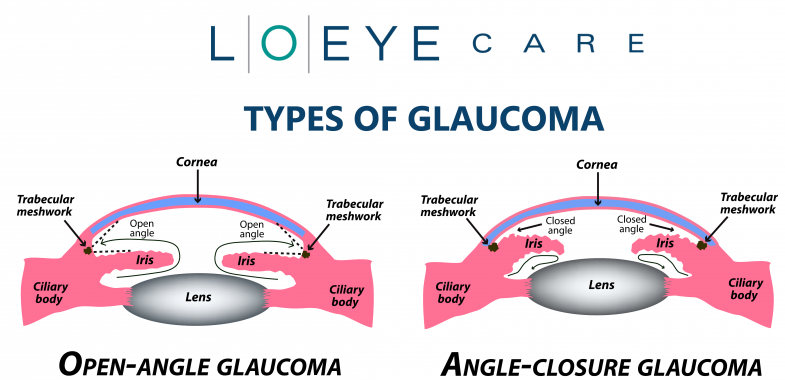 LOEYE CARE
TYPES OF GLAUCOMA
Cornea
Trabecular
meshwork
Open
angle
Open
angle
Trabecular
meshwork
Iris
Iris
Ciliary
body
Lens
Ciliary
body
OPEN-ANGLE GLAUCOMA
Cornea
Trabecular
meshwork
Closed
angle
Closed
angle
Trabecular
meshwork
Iris
Iris
Ciliary
body
Lens
Ciliary
body
ANGLE-CLOSURE GLAUCOMA